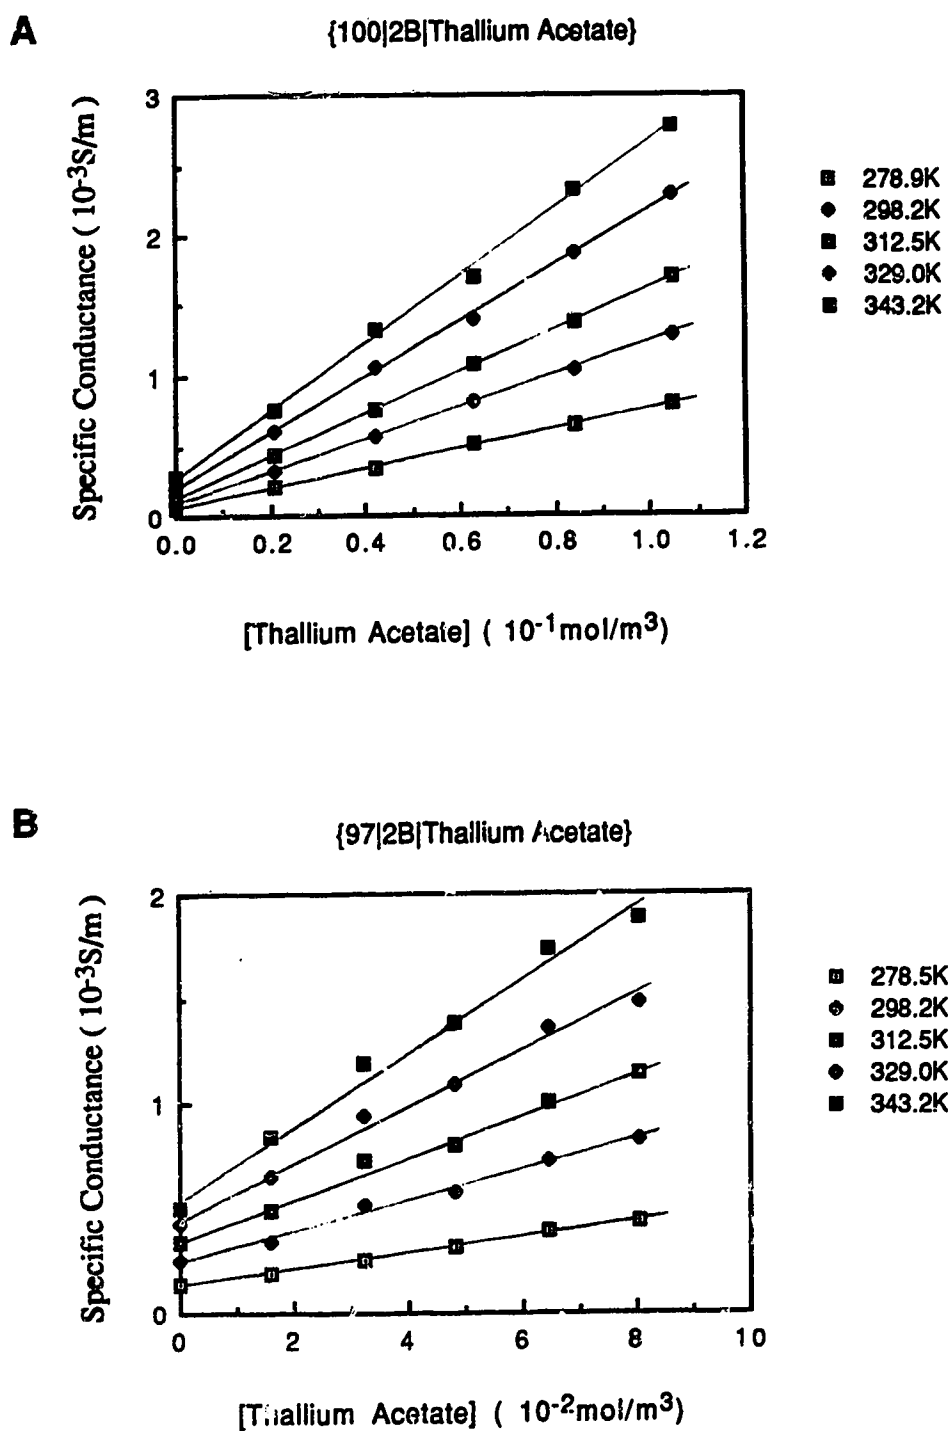 A
{100|2B|Thallium Acetate}
Specific Conductance ( 10⁻³S/m )
3
2
1
0
0.0 0.2 0.4 0.6 0.8 1.0 1.2
[Thallium Acetate] ( 10⁻¹mol/m³)
278.9K
298.2K
312.5K
329.0K
343.2K
B
{97|2B|Thallium Acetate}
Specific Conductance ( 10⁻³S/m )
2
1
0
0 2 4 6 8 10
[Thallium Acetate] ( 10⁻²mol/m³)
278.5K
298.2K
312.5K
329.0K
343.2K